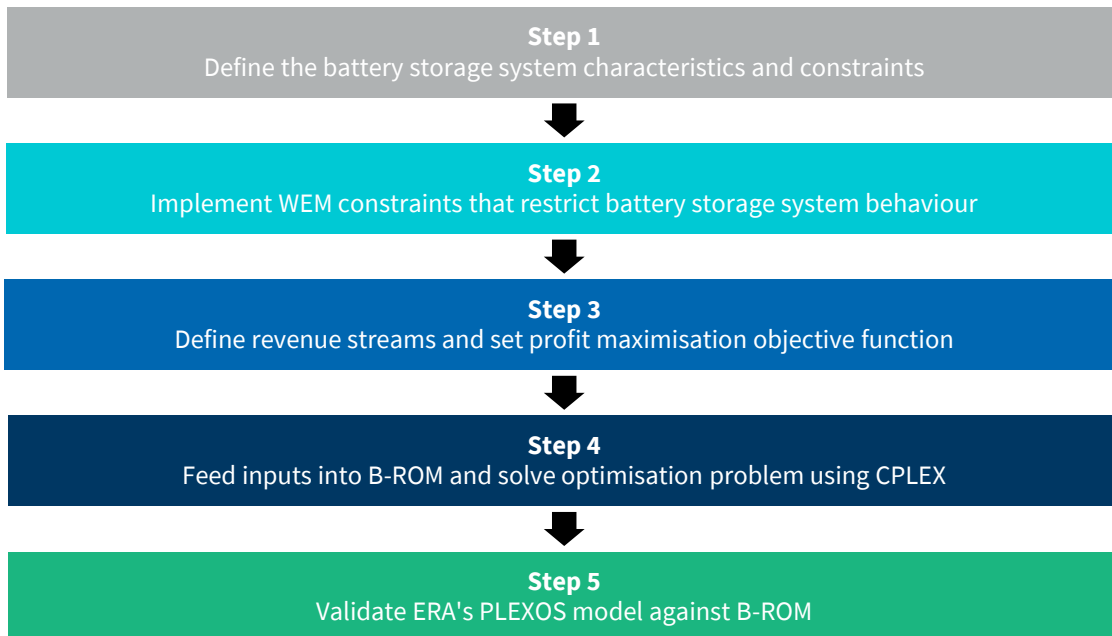 Step 1
Define the battery storage system characteristics and constraints
Step 2
Implement WEM constraints that restrict battery storage system behaviour
Step 3
Define revenue streams and set profit maximisation objective function
Step 4
Feed inputs into B-ROM and solve optimisation problem using CPLEX
Step 5
Validate ERA's PLEXOS model against B-ROM